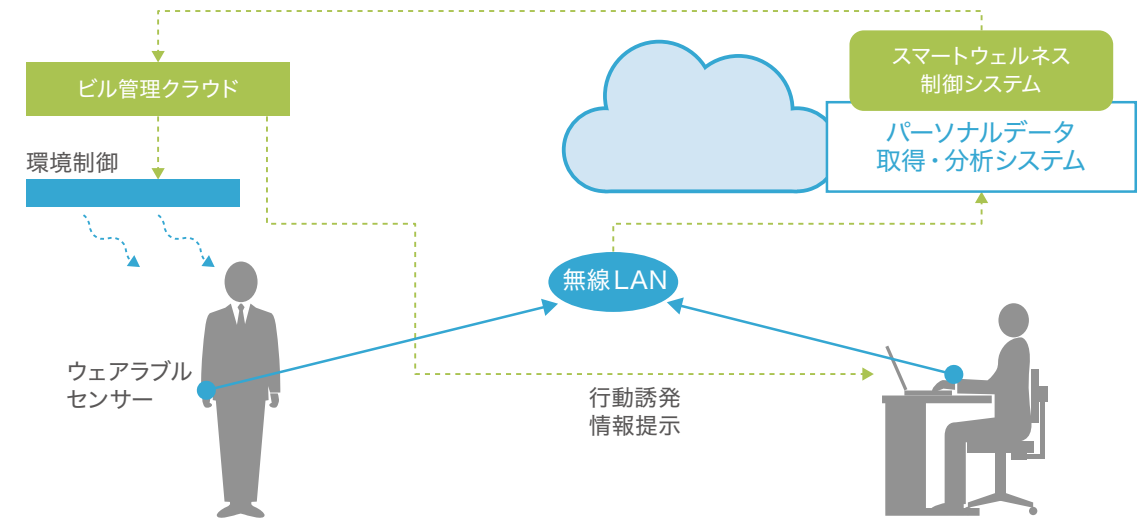 スマートウェルネス
制御システム
ビル管理クラウド
パーソナルデータ
取得・分析システム
環境制御
無線LAN
ウェアラブル
センサー
行動誘発
情報提示